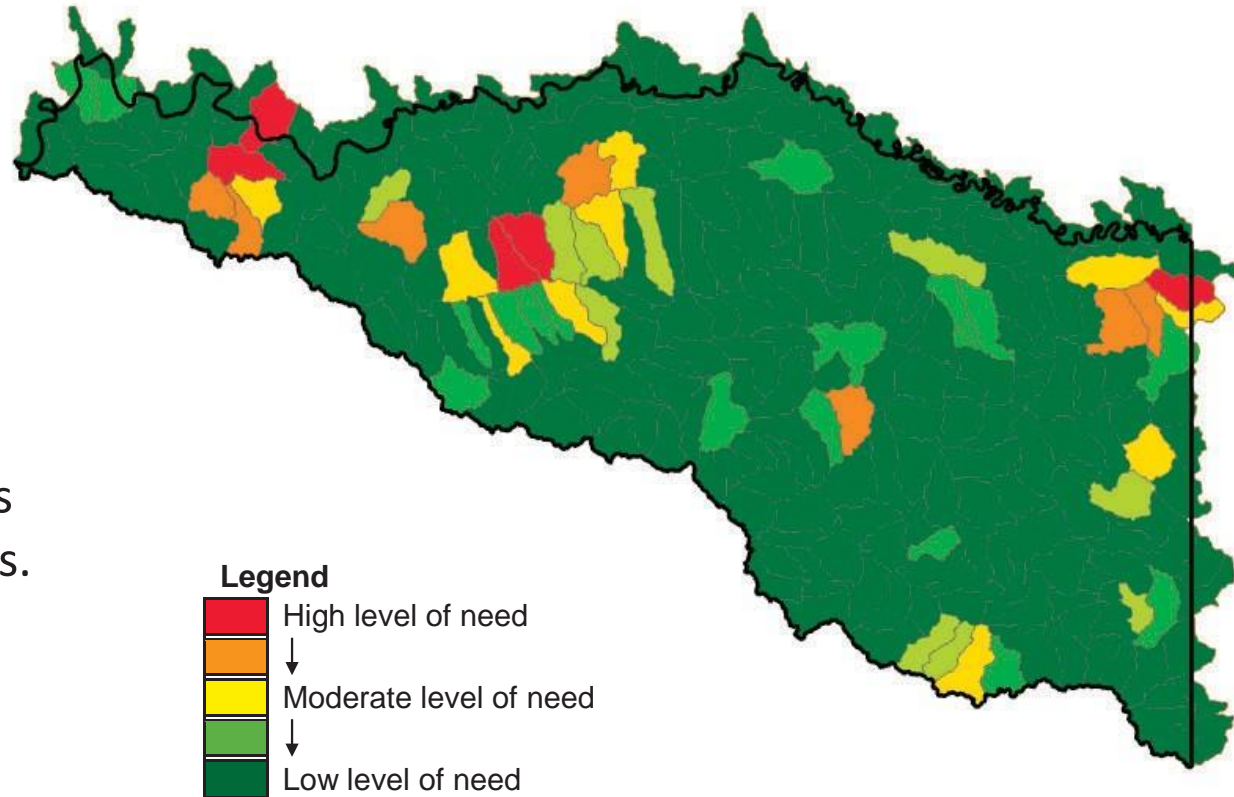 s
s.
Legend
High level of need
Moderate level of need
Low level of need